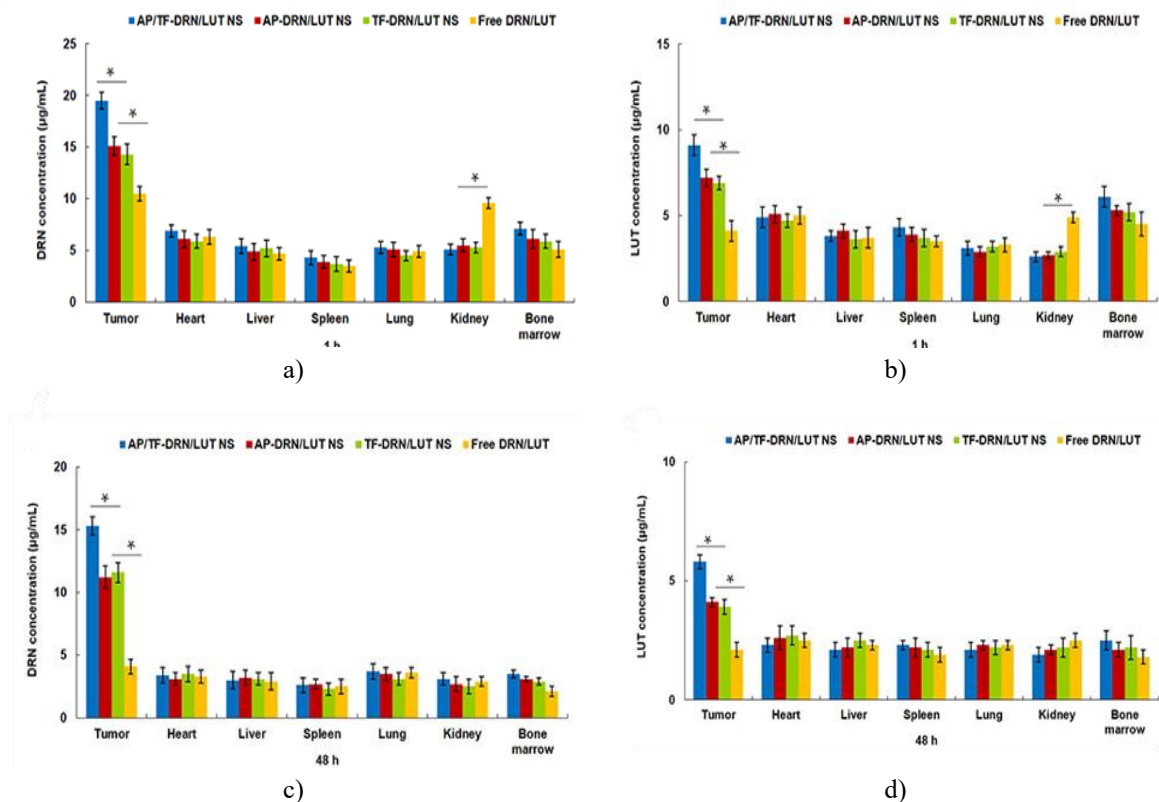 AP/TF-DRN/LUT NS AP-DRN/LUT NS TF-DRN/LUT NS Free DRN/LUT
DRN concentration (µg/mL)
25
20
15
10
5
0
* * *
Tumor Heart Liver Spleen Lung Kidney Bone marrow
1 h
a)
AP/TF-DRN/LUT NS AP-DRN/LUT NS TF-DRN/LUT NS Free DRN/LUT
LUT concentration (µg/mL)
15
10
5
0
* * *
Tumor Heart Liver Spleen Lung Kidney Bone marrow
1 h
b)
AP/TF-DRN/LUT NS AP-DRN/LUT NS TF-DRN/LUT NS Free DRN/LUT
DRN concentration (µg/mL)
20
15
10
5
0
* *
Tumor Heart Liver Spleen Lung Kidney Bone marrow
48 h
c)
AP/TF-DRN/LUT NS AP-DRN/LUT NS TF-DRN/LUT NS Free DRN/LUT
LUT concentration (µg/mL)
10
5
0
* *
Tumor Heart Liver Spleen Lung Kidney Bone marrow
48 h
d)